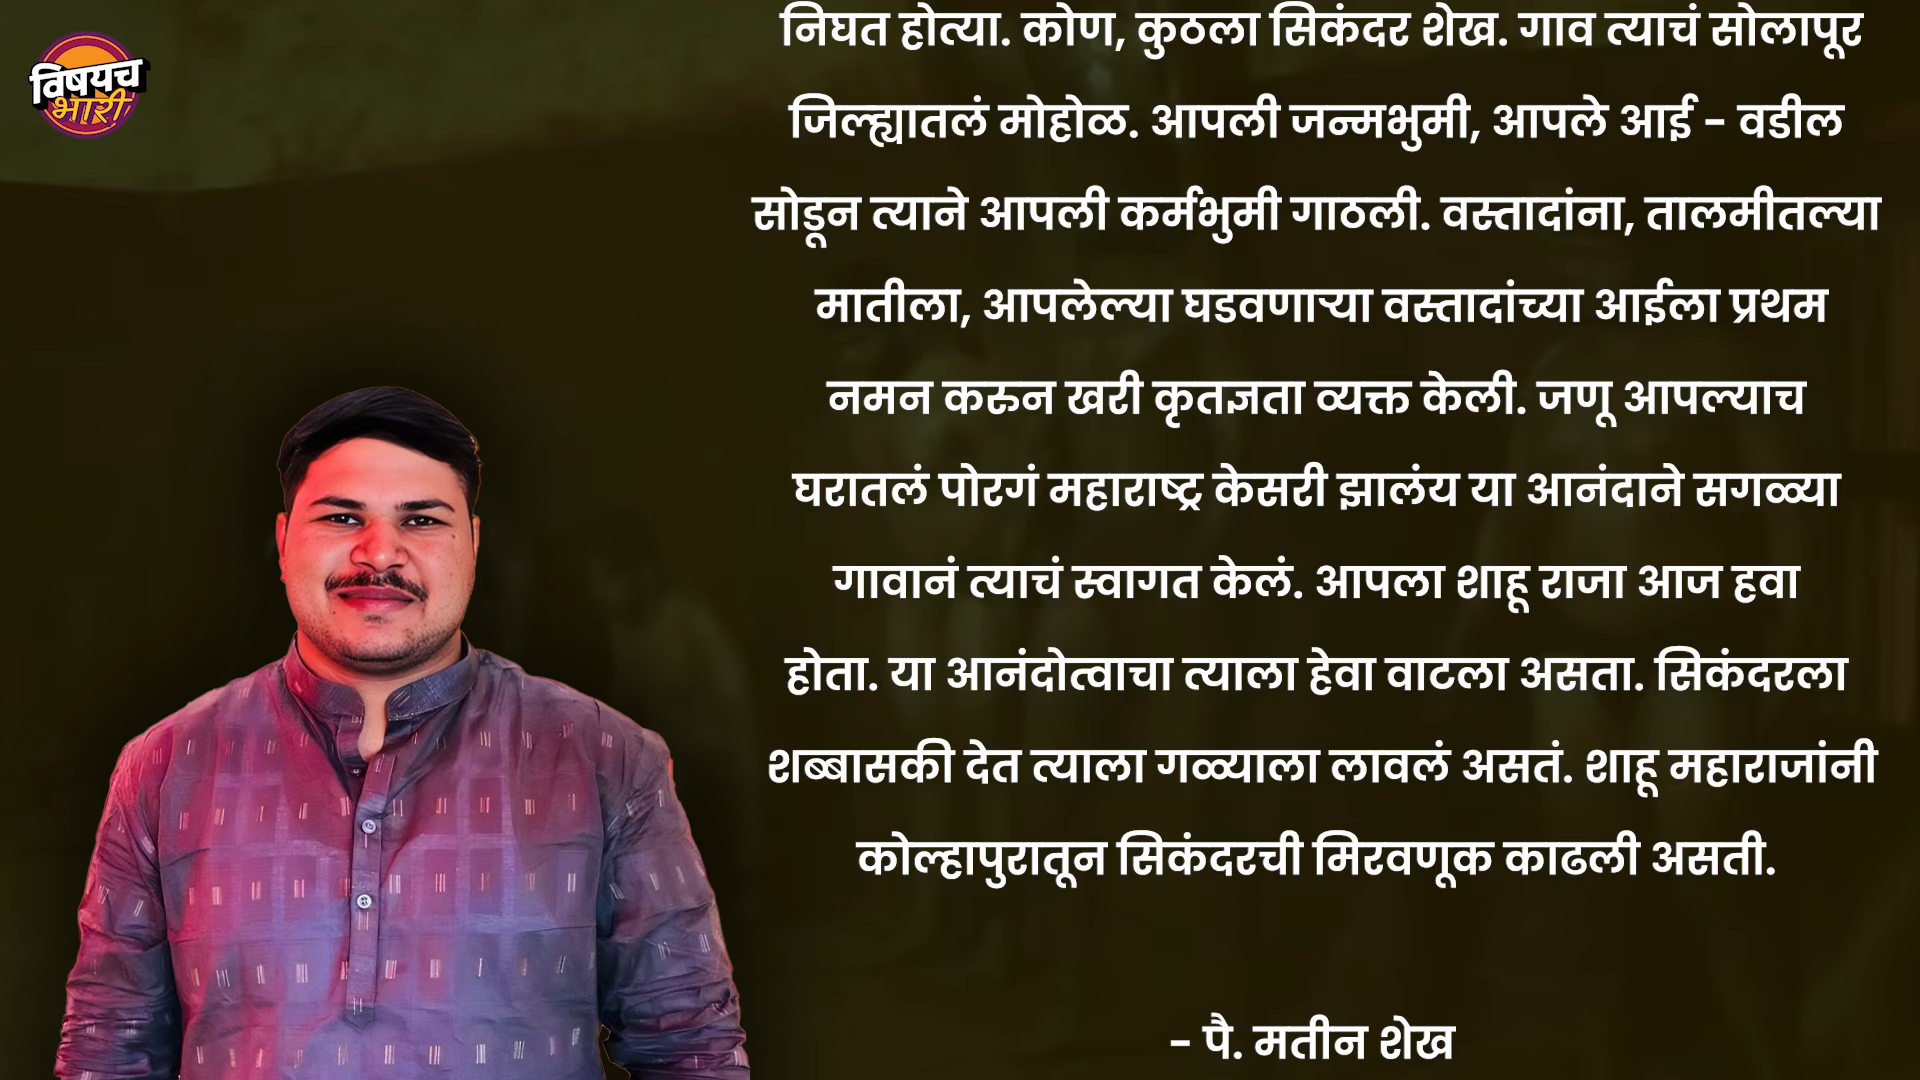 विषयच
भारी
निघत होत्या. कोण, कुठला सिकंदर शेख. गाव त्याचं सोलापूर
जिल्ह्यातलं मोहोळ. आपली जन्मभुमी, आपले आई - वडील
सोडून त्याने आपली कर्मभुमी गाठली. वस्तादांना, तालमीतल्या
मातीला, आपलेल्या घडवणाऱ्या वस्तादांच्या आईला प्रथम
नमन करुन खरी कृतज्ञता व्यक्त केली. जणू आपल्याच
घरातलं पोरगं महाराष्ट्र केसरी झालंय या आनंदाने सगळ्या
गावानं त्याचं स्वागत केलं. आपला शाहू राजा आज हवा
होता. या आनंदोत्वाचा त्याला हेवा वाटला असता. सिकंदरला
शब्बासकी देत त्याला गळ्याला लावलं असतं. शाहू महाराजांनी
कोल्हापुरातून सिकंदरची मिरवणूक काढली असती.
- पै. मतीन शेख